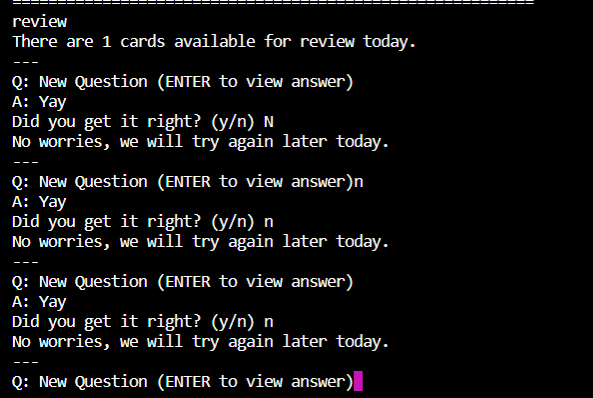 ==========================================================
review
There are 1 cards available for review today.
---
Q: New Question (ENTER to view answer)
A: Yay
Did you get it right? (y/n) N
No worries, we will try again later today.
---
Q: New Question (ENTER to view answer)n
A: Yay
Did you get it right? (y/n) n
No worries, we will try again later today.
---
Q: New Question (ENTER to view answer)
A: Yay
Did you get it right? (y/n) n
No worries, we will try again later today.
---
Q: New Question (ENTER to view answer)